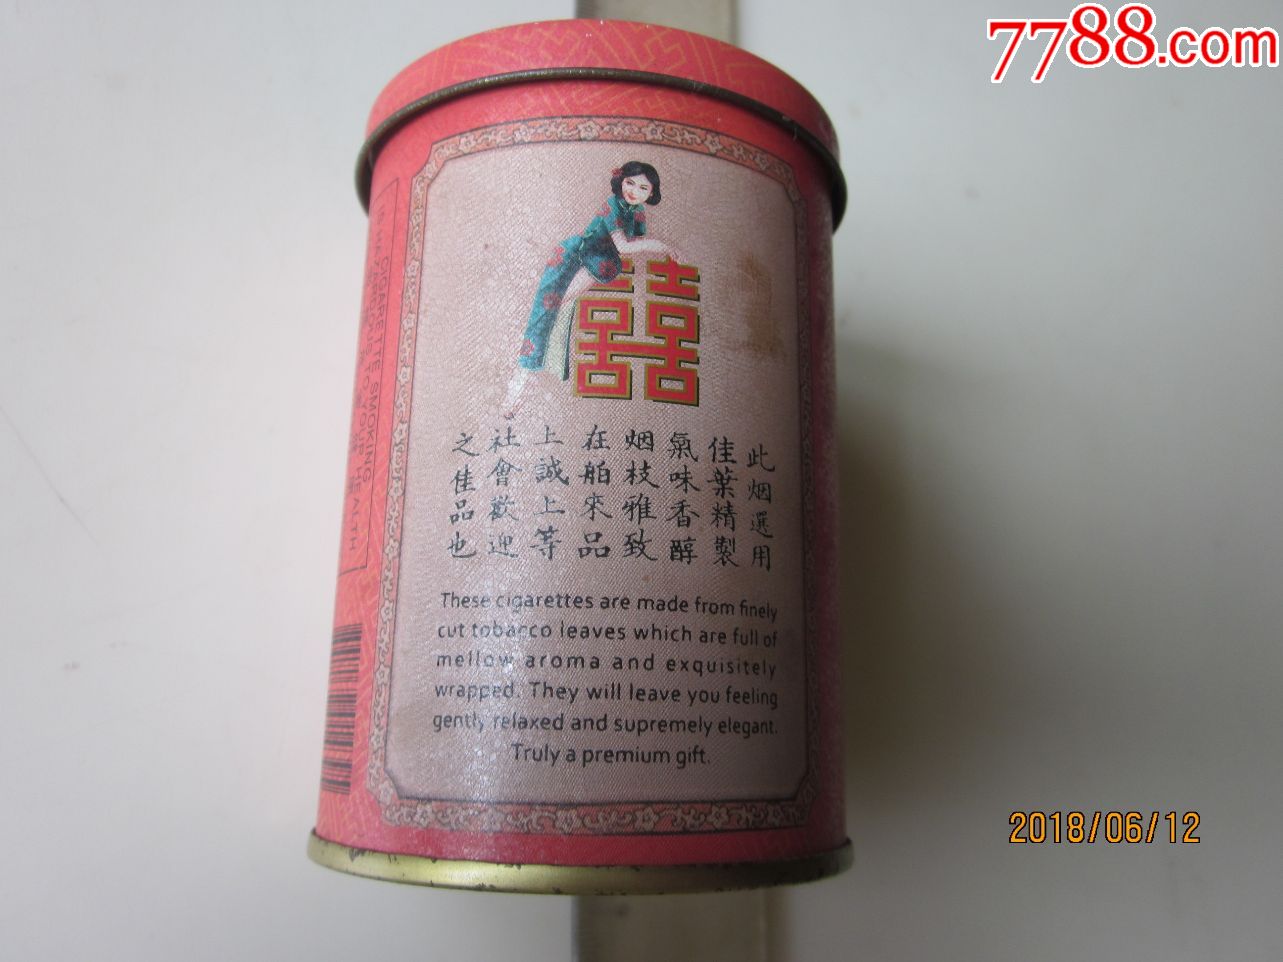 7788.com
囍
此烟選用
佳葉精製
氣味香醇
烟枝雅致
在舶來品
上誠上等
社會歡迎
之佳品也
These cigarettes are made from finely
cut tobacco leaves which are full of
mellow aroma and exquisitely
wrapped. They will leave you feeling
gently relaxed and supremely elegant.
Truly a premium gift.
CIGARETTE SMOKING
TO YOUR HEALTH
2018/06/12